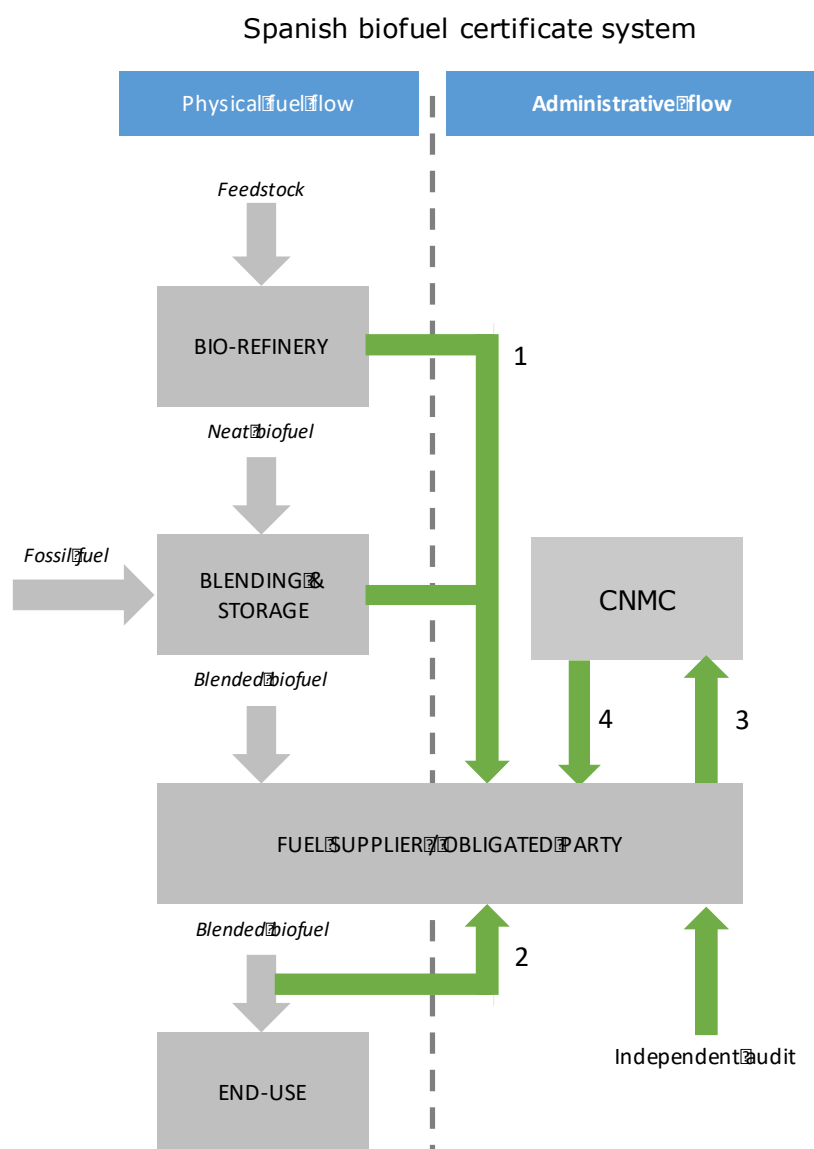 Spanish biofuel certificate system
Physical fuel flow
Administrative flow
Feedstock
BIO-REFINERY
1
Neat biofuel
Fossil fuel
BLENDING &
STORAGE
CNMC
Blended biofuel
4
3
FUEL SUPPLIER / OBLIGATED PARTY
Blended biofuel
2
Independent audit
END-USE